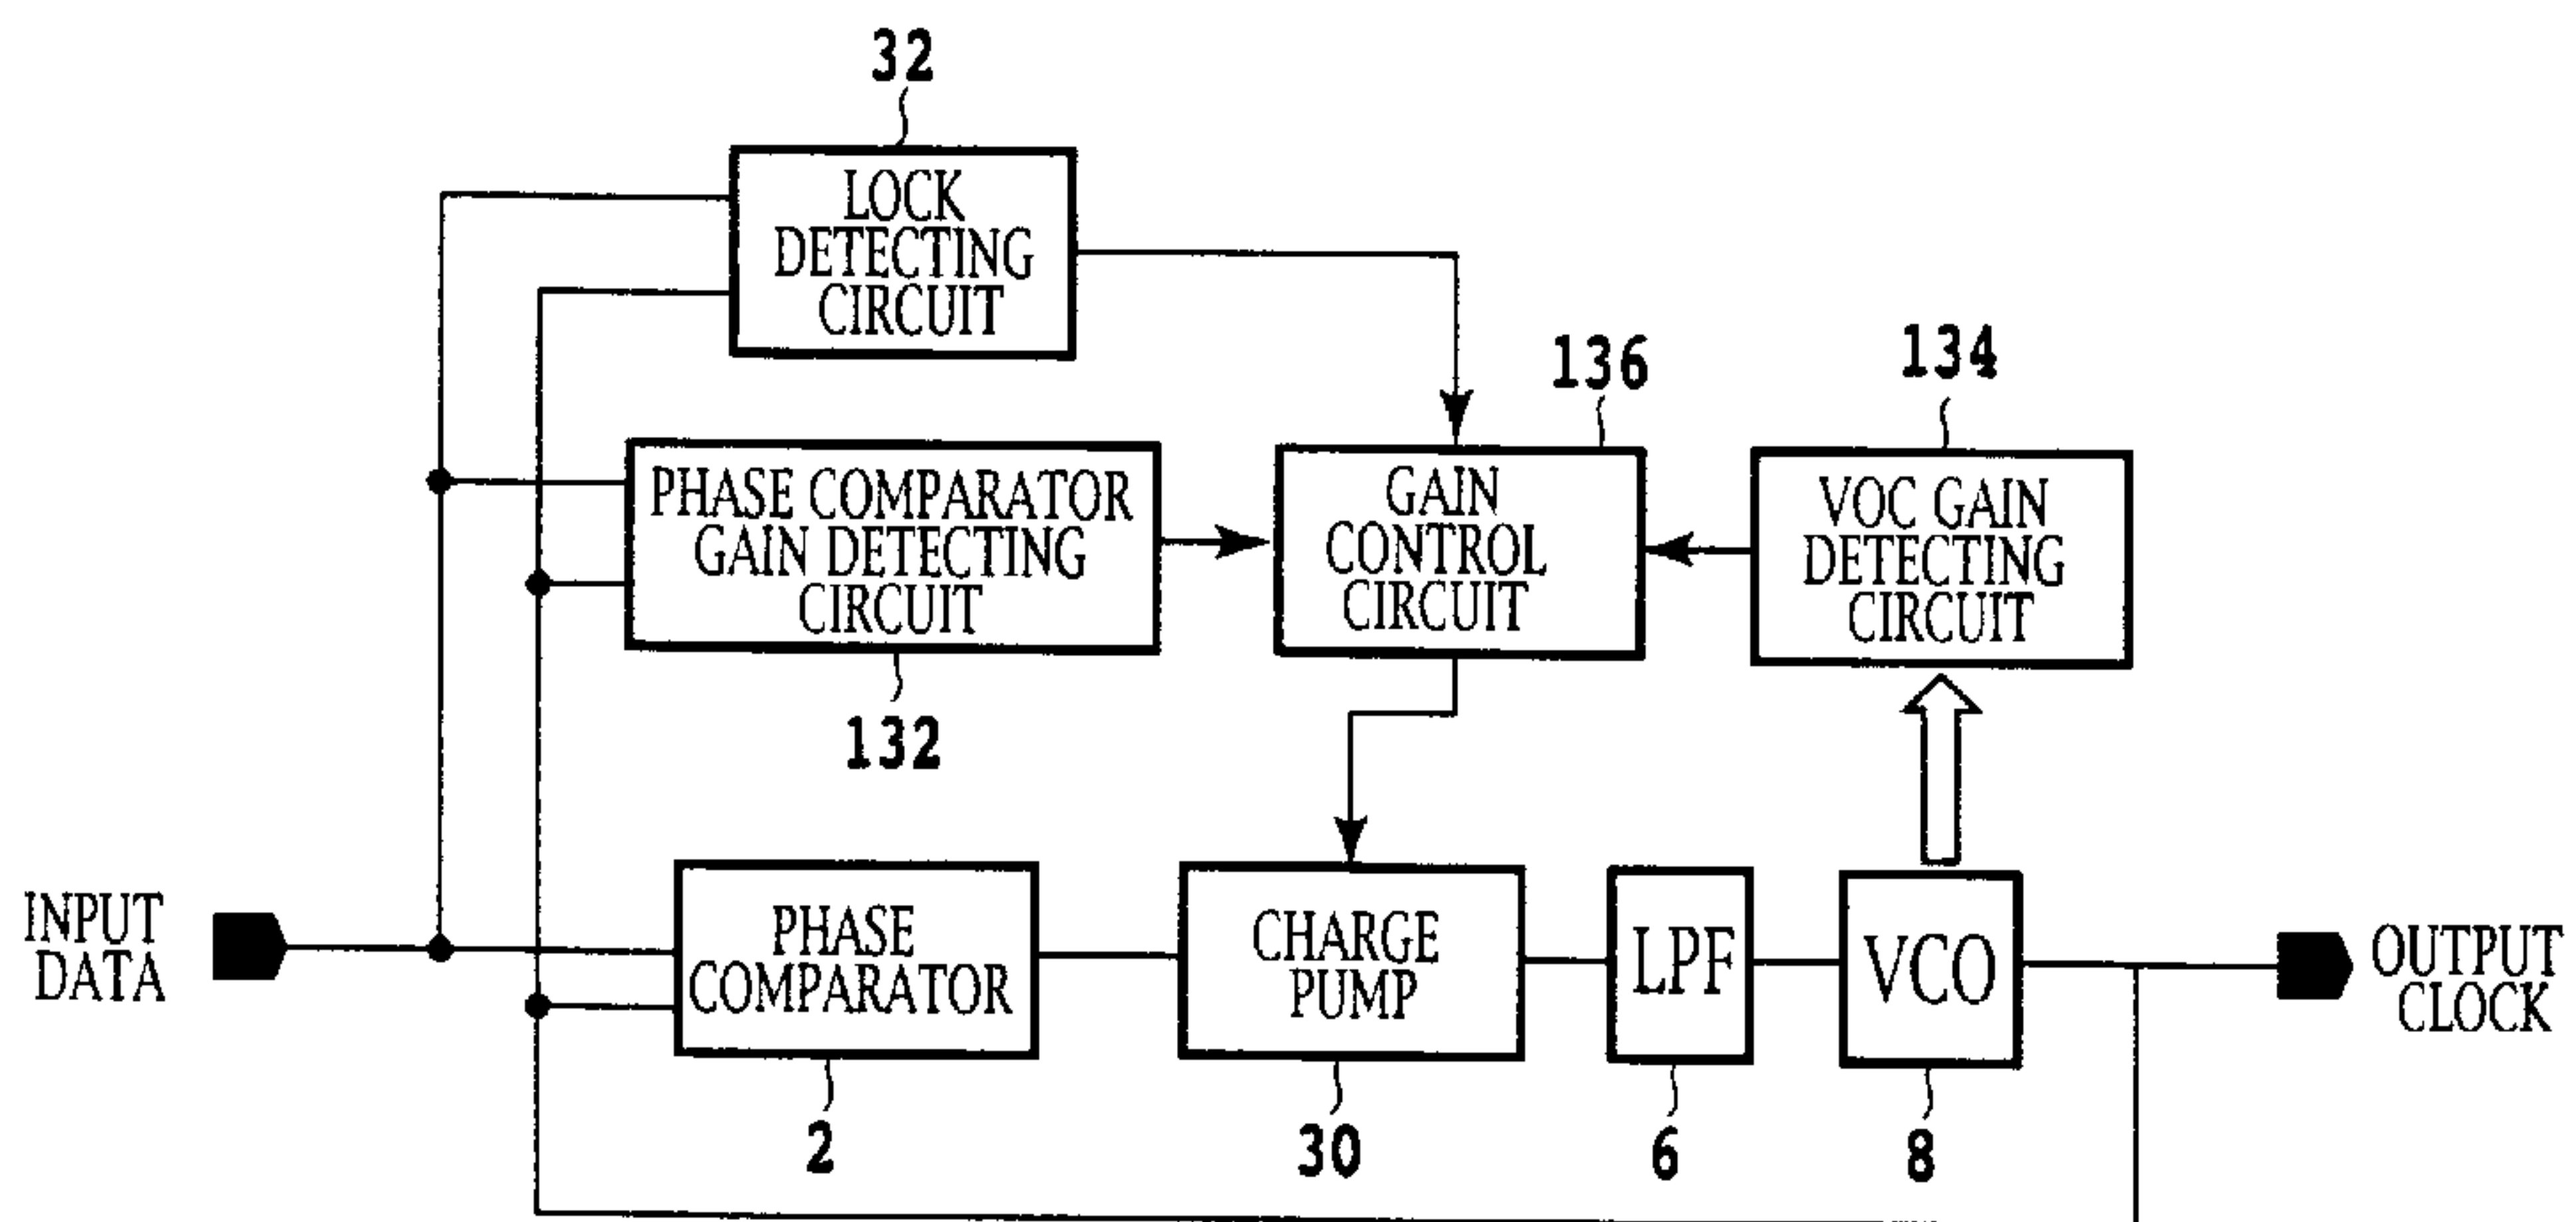 32
LOCK
DETECTING
CIRCUIT
136
134
PHASE COMPARATOR
GAIN DETECTING
CIRCUIT
GAIN
CONTROL
CIRCUIT
VOC GAIN
DETECTING
CIRCUIT
132
INPUT
DATA
PHASE
COMPARATOR
CHARGE
PUMP
LPF
VCO
OUTPUT
CLOCK
2
30
6
8